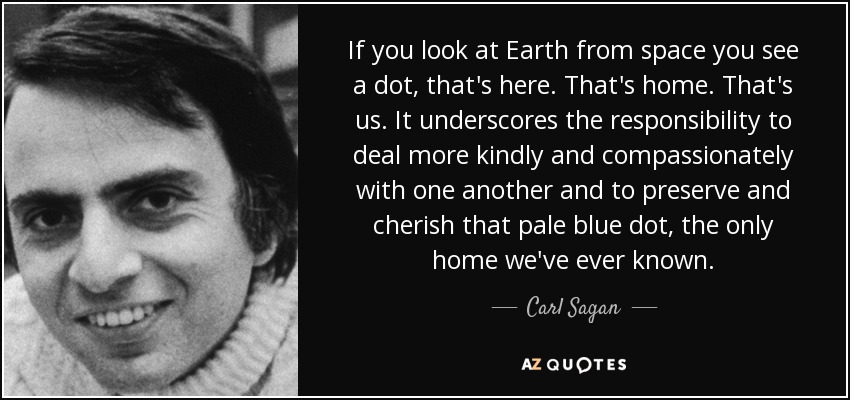 If you look at Earth from space you see
a dot, that's here. That's home. That's
us. It underscores the responsibility to
deal more kindly and compassionately
with one another and to preserve and
cherish that pale blue dot, the only
home we've ever known.
Carl Sagan
AZ QUOTES